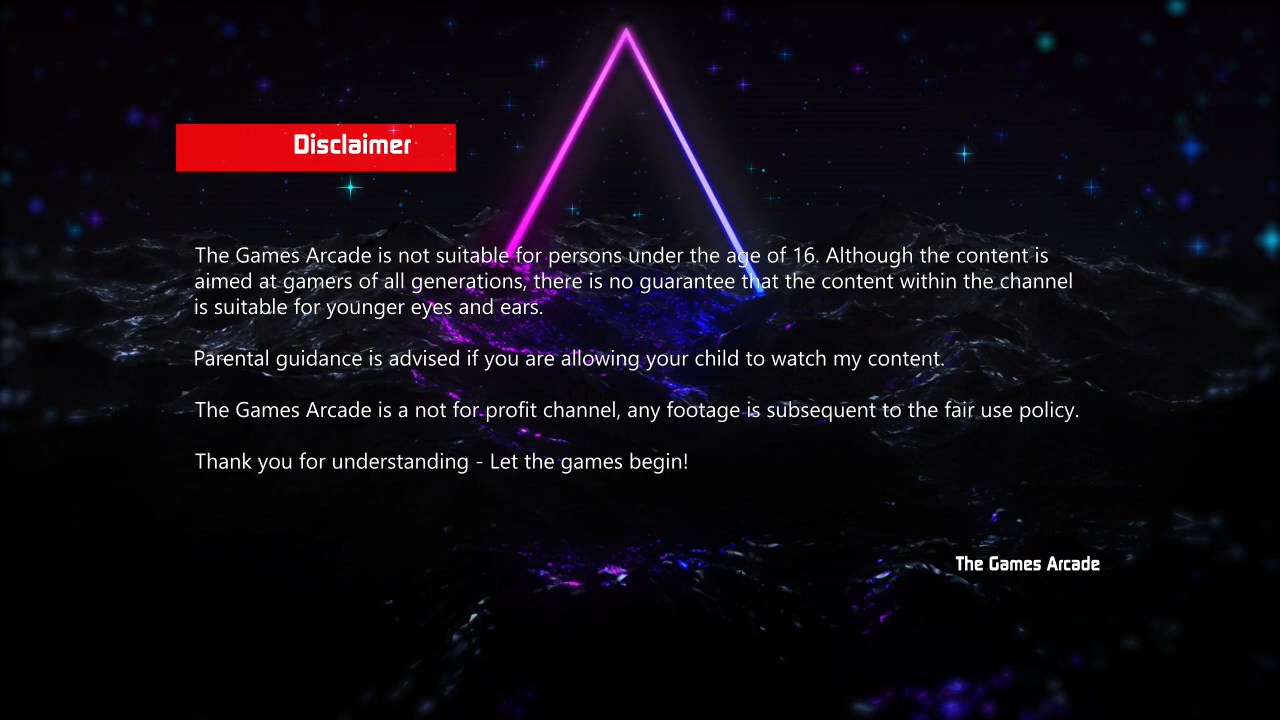 Disclaimer
The Games Arcade is not suitable for persons under the age of 16. Although the content is
aimed at gamers of all generations, there is no guarantee that the content within the channel
is suitable for younger eyes and ears.
Parental guidance is advised if you are allowing your child to watch my content.
The Games Arcade is a not for profit channel, any footage is subsequent to the fair use policy.
Thank you for understanding - Let the games begin!
The Games Arcade